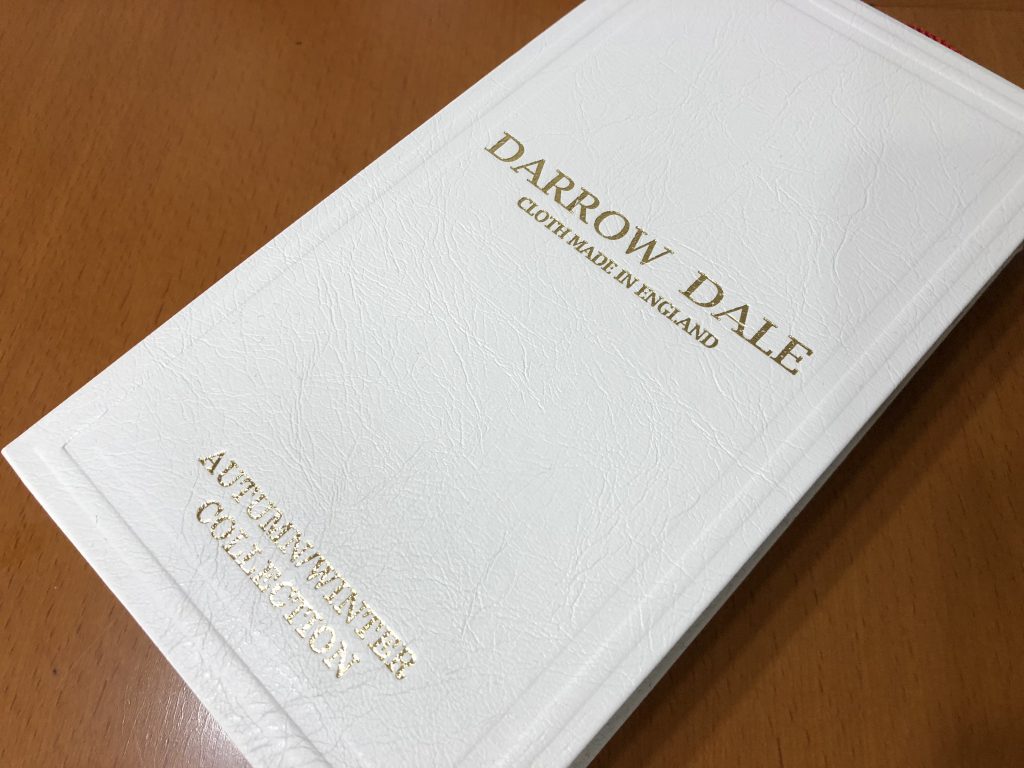 DARROW DALE
CLOTH MADE IN ENGLAND
AUTUMN/WINTER
COLLECTION